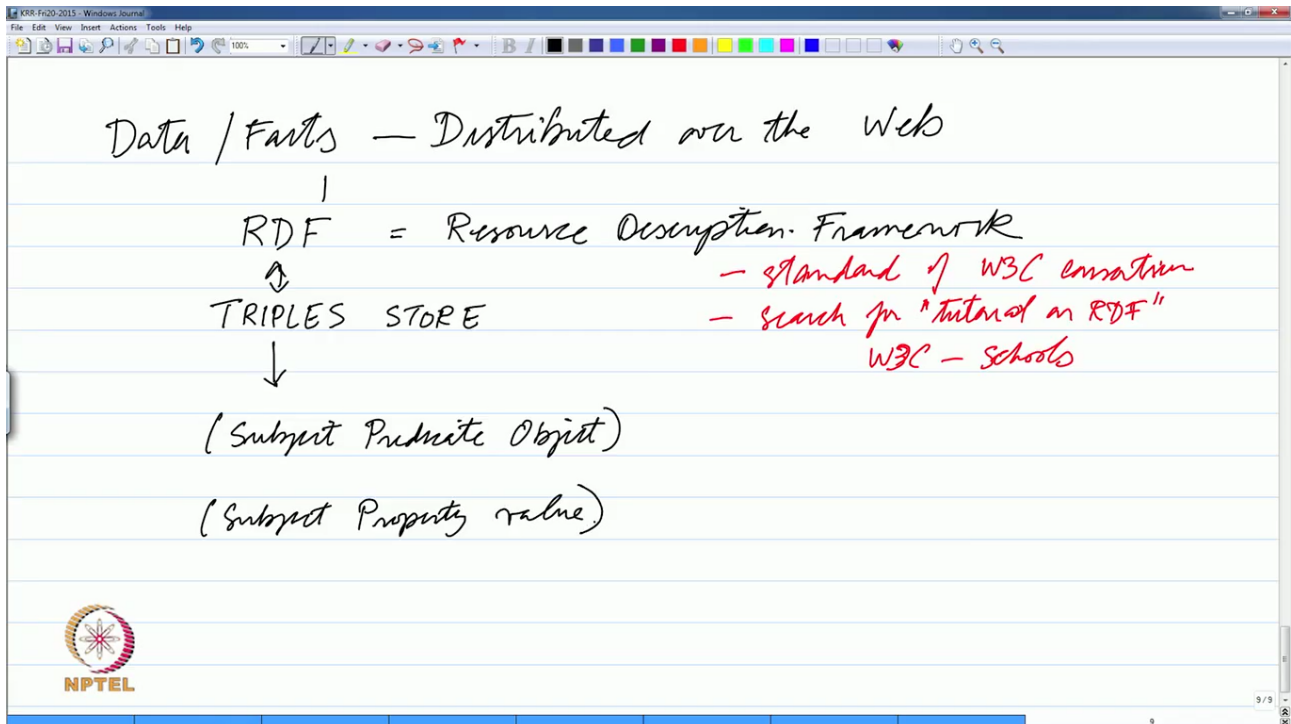 KRR-Fri20-2015 - Windows Journal
File Edit View Insert Actions Tools Help
100%
B I
Data / Facts — Distributed over the Web
RDF = Resource Description Framework
- standard of W3C consortium
TRIPLES STORE
- search for "tutorial on RDF"
W3C - schools
(Subject Predicate Object)
(Subject Property value)
NPTEL
9 / 9
9